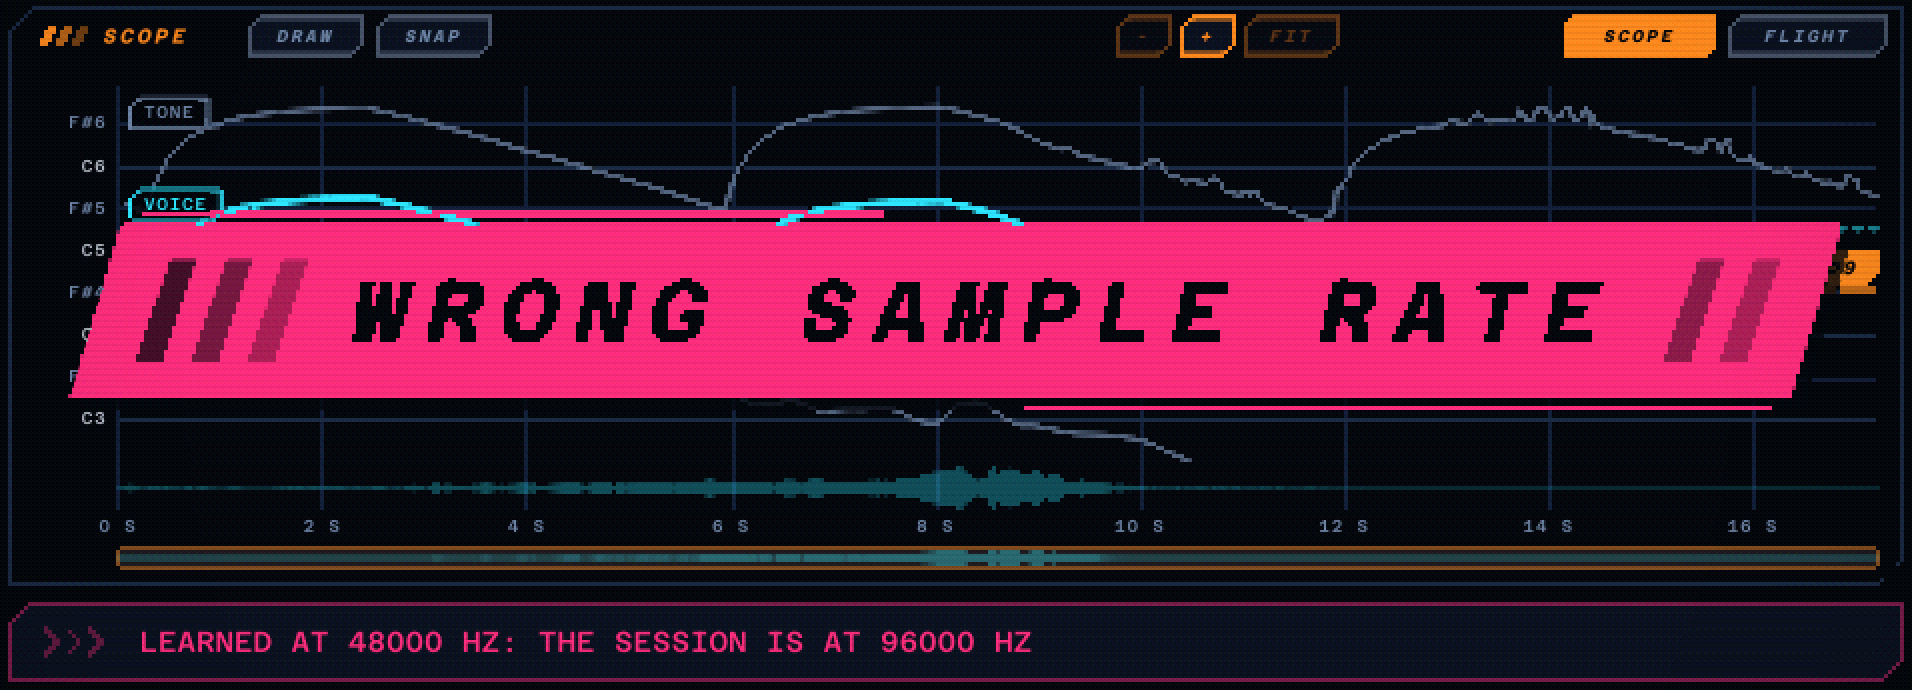 SCOPE DRAW SNAP - + FIT SCOPE FLIGHT
TONE
F#6
C6
VOICE
F#5
C5
F#4
WRONG SAMPLE RATE
C3
0 S 2 S 4 S 6 S 8 S 10 S 12 S 14 S 16 S
LEARNED AT 48000 HZ: THE SESSION IS AT 96000 HZ